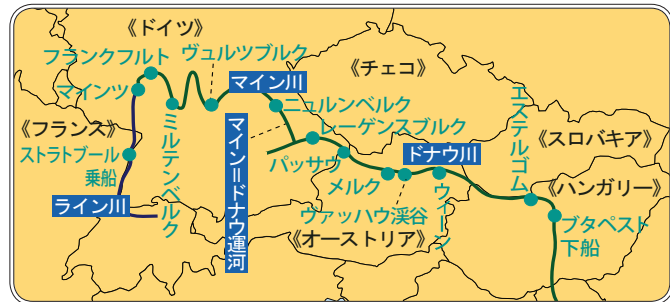 《ドイツ》
フランクフルト
ヴュルツブルク
マイン川
《チェコ》
マインツ
ニュルンベルク
エステルゴム
《フランス》
ミルテンベルク
マイン＝ドナウ運河
レーゲンスブルク
《スロバキア》
ストラトブール
乗船
パッサウ
ドナウ川
《ハンガリー》
メルク
ライン川
ヴァッハウ渓谷
ウィーン
ブタペスト
下船
《オーストリア》